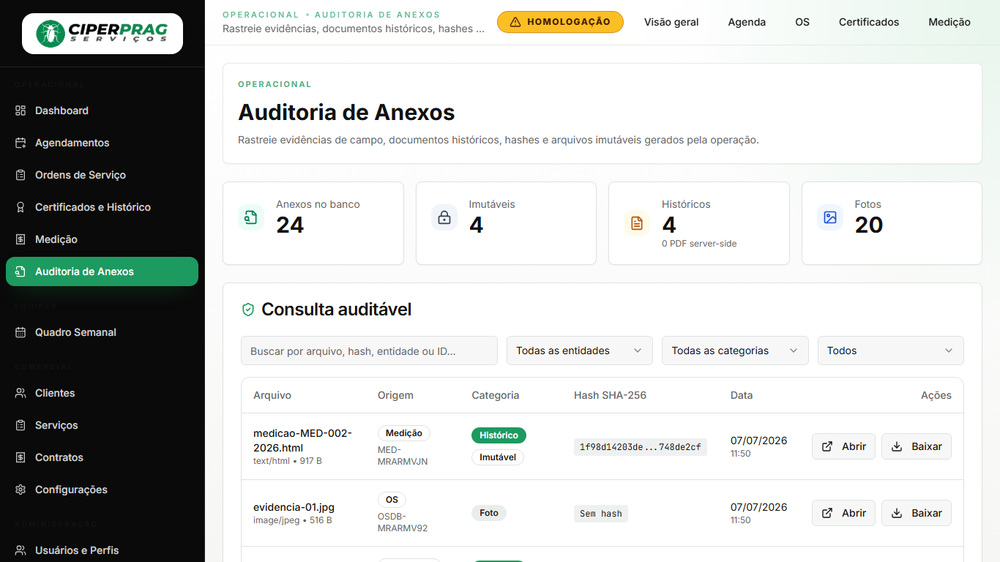 CIPERPRAG
SERVIÇOS
OPERACIONAL
Dashboard
Agendamentos
Ordens de Serviço
Certificados e Histórico
Medição
Auditoria de Anexos
EQUIPES
Quadro Semanal
COMERCIAL
Clientes
Serviços
Contratos
Configurações
ADMINISTRAÇÃO
Usuários e Perfis
OPERACIONAL • AUDITORIA DE ANEXOS
Rastreie evidências, documentos históricos, hashes ...
HOMOLOGAÇÃO
Visão geral
Agenda
OS
Certificados
Medição
OPERACIONAL
Auditoria de Anexos
Rastreie evidências de campo, documentos históricos, hashes e arquivos imutáveis gerados pela operação.
Anexos no banco
24
Imutáveis
4
Históricos
4
0 PDF server-side
Fotos
20
Consulta auditável
Buscar por arquivo, hash, entidade ou ID...
Todas as entidades
Todas as categorias
Todos
Arquivo Origem Categoria Hash SHA-256 Data Ações
medicao-MED-002-
2026.html
text/html • 917 B
Medição
MED-
MRARMVJN
Histórico
Imutável
1f98d14203de...748de2cf
07/07/2026
11:50
Abrir
Baixar
evidencia-01.jpg
image/jpeg • 516 B
OS
OSDB-
MRARMV92
Foto
Sem hash
07/07/2026
11:50
Abrir
Baixar